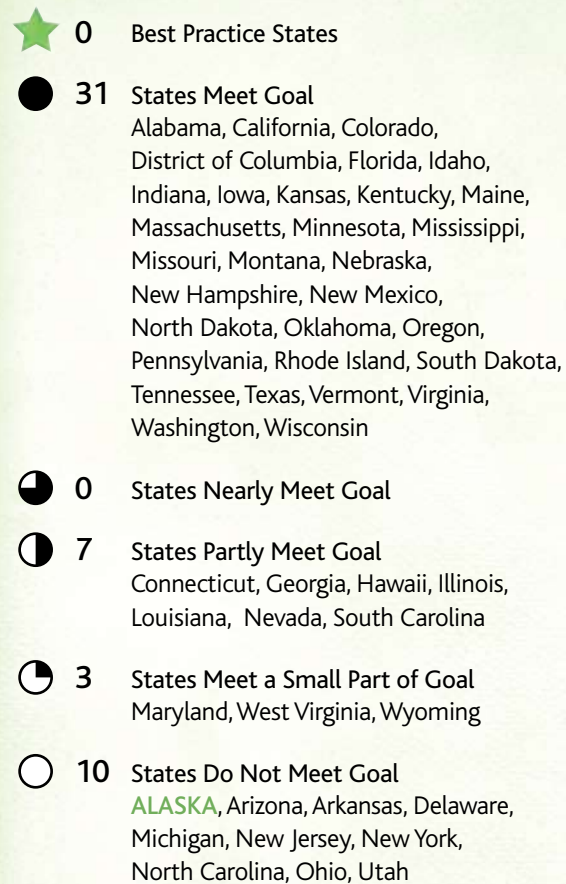 0 Best Practice States
31 States Meet Goal
Alabama, California, Colorado,
District of Columbia, Florida, Idaho,
Indiana, Iowa, Kansas, Kentucky, Maine,
Massachusetts, Minnesota, Mississippi,
Missouri, Montana, Nebraska,
New Hampshire, New Mexico,
North Dakota, Oklahoma, Oregon,
Pennsylvania, Rhode Island, South Dakota,
Tennessee, Texas, Vermont, Virginia,
Washington, Wisconsin
0 States Nearly Meet Goal
7 States Partly Meet Goal
Connecticut, Georgia, Hawaii, Illinois,
Louisiana, Nevada, South Carolina
3 States Meet a Small Part of Goal
Maryland, West Virginia, Wyoming
10 States Do Not Meet Goal
ALASKA, Arizona, Arkansas, Delaware,
Michigan, New Jersey, New York,
North Carolina, Ohio, Utah